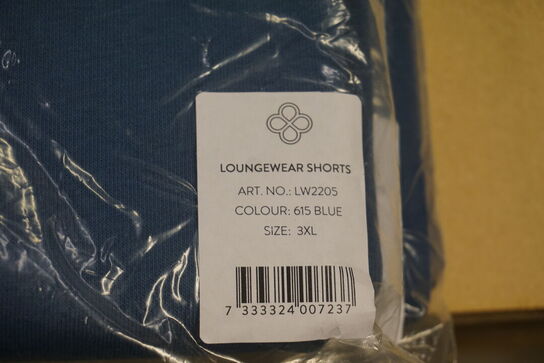 LOUNGEWEAR SHORTS
ART. NO.: LW2205
COLOUR: 615 BLUE
SIZE: 3XL
7 333324 007237